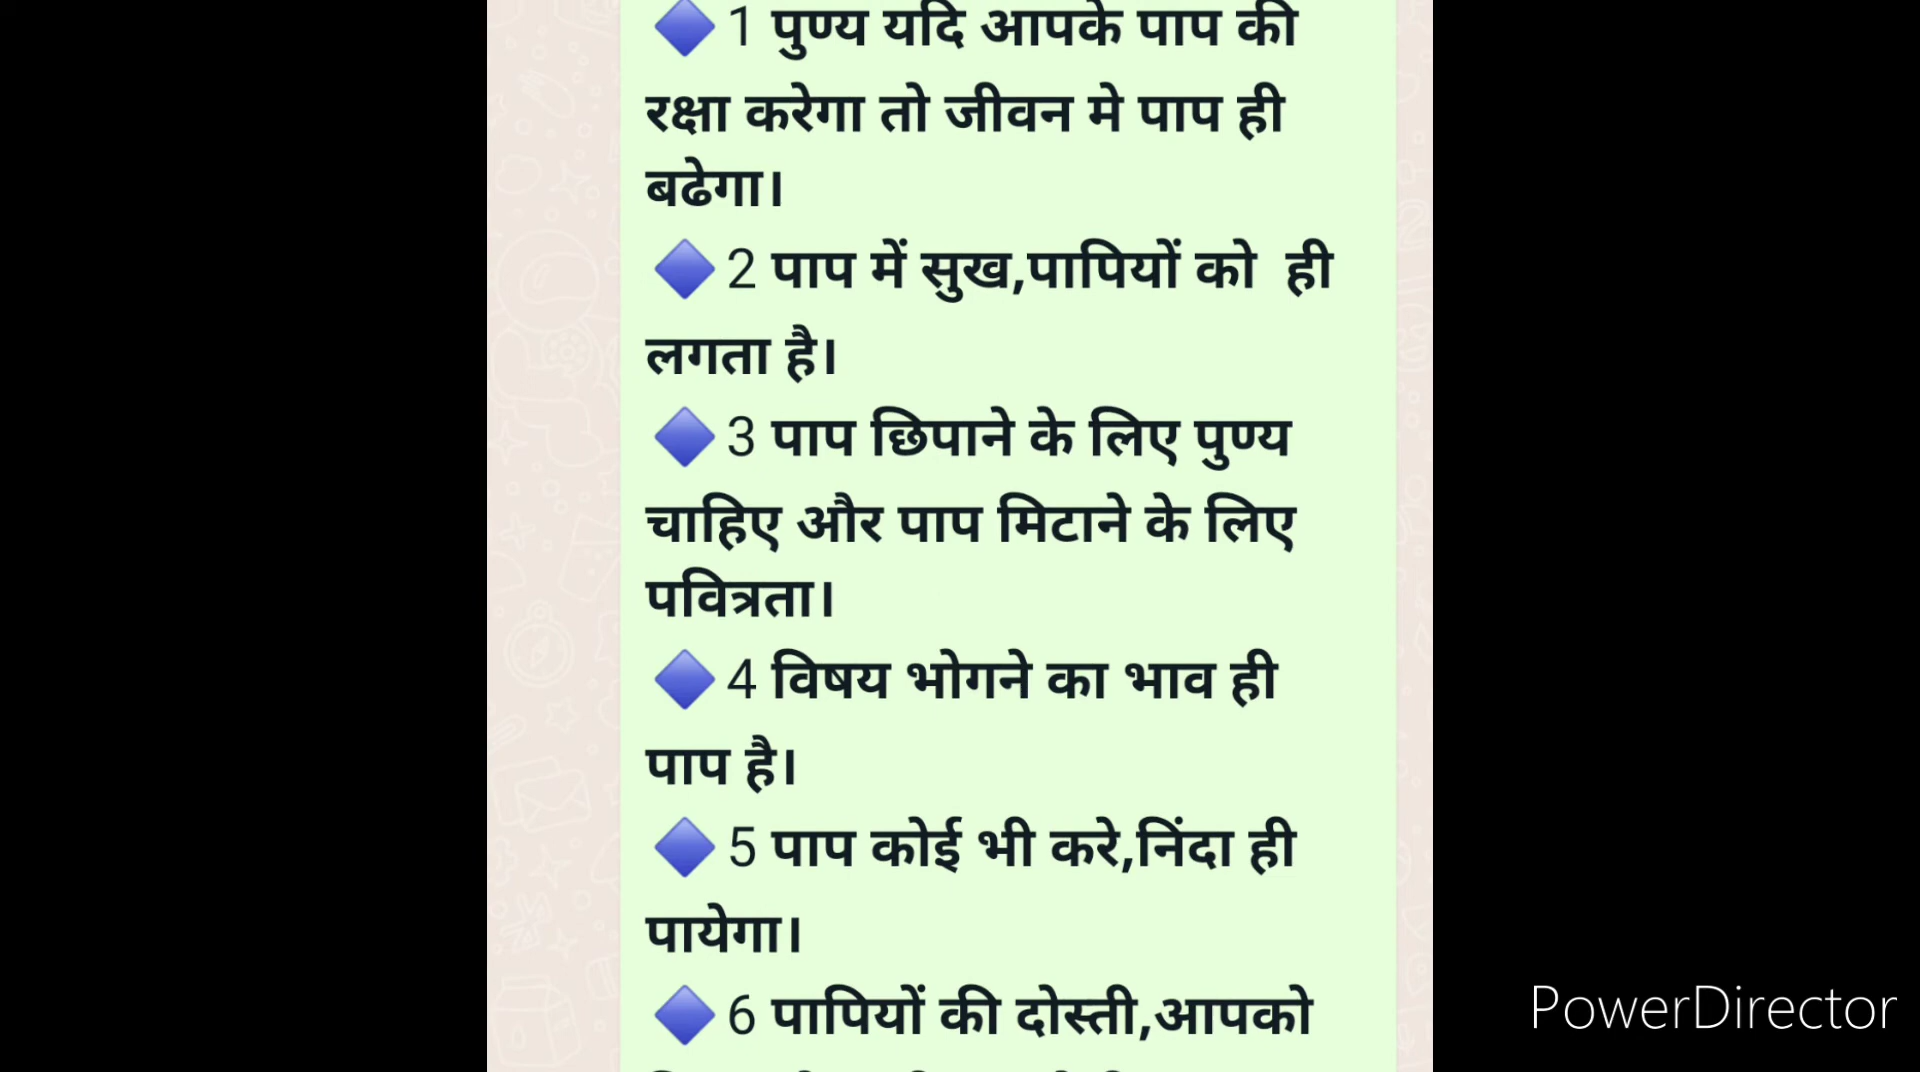 🔷 1 पुण्य यदि आपके पाप की
रक्षा करेगा तो जीवन मे पाप ही
बढेगा।
🔷 2 पाप में सुख,पापियों को  ही
लगता है।
🔷 3 पाप छिपाने के लिए पुण्य
चाहिए और पाप मिटाने के लिए
पवित्रता।
🔷 4 विषय भोगने का भाव ही
पाप है।
🔷 5 पाप कोई भी करे,निंदा ही
पायेगा।
🔷 6 पापियों की दोस्ती,आपको
PowerDirector